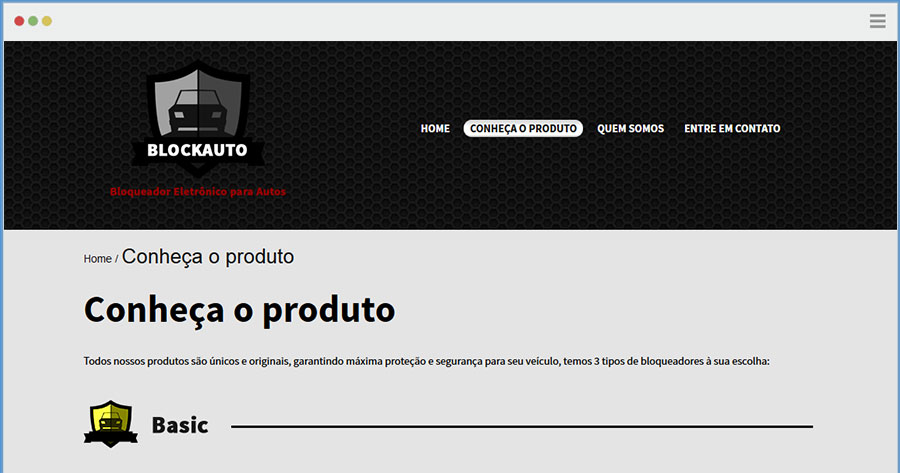 BLOCKAUTO
Bloqueador Eletrônico para Autos
HOME
CONHEÇA O PRODUTO
QUEM SOMOS
ENTRE EM CONTATO
Home / Conheça o produto
Conheça o produto
Todos nossos produtos são únicos e originais, garantindo máxima proteção e segurança para seu veículo, temos 3 tipos de bloqueadores à sua escolha:
Basic